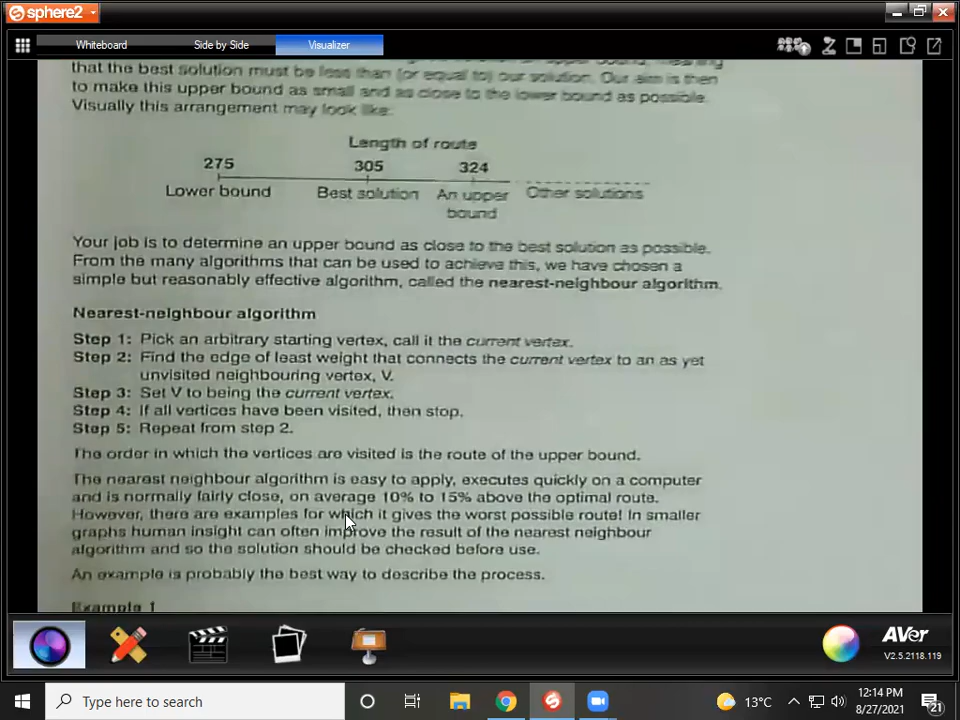 sphere2
Whiteboard
Side by Side
Visualizer
that the best solution must be less than (or equal to) our solution. Our aim is then
to make this upper bound as small and as close to the lower bound as possible.
Visually this arrangement may look like:
Length of route
275 305 324
Lower bound Best solution An upper bound Other solutions
Your job is to determine an upper bound as close to the best solution as possible.
From the many algorithms that can be used to achieve this, we have chosen a
simple but reasonably effective algorithm, called the nearest-neighbour algorithm.
Nearest-neighbour algorithm
Step 1: Pick an arbitrary starting vertex, call it the current vertex.
Step 2: Find the edge of least weight that connects the current vertex to an as yet
unvisited neighbouring vertex, V.
Step 3: Set V to being the current vertex.
Step 4: If all vertices have been visited, then stop.
Step 5: Repeat from step 2.
The order in which the vertices are visited is the route of the upper bound.
The nearest neighbour algorithm is easy to apply, executes quickly on a computer
and is normally fairly close, on average 10% to 15% above the optimal route.
However, there are examples for which it gives the worst possible route! In smaller
graphs human insight can often improve the result of the nearest neighbour
algorithm and so the solution should be checked before use.
An example is probably the best way to describe the process.
Example 1
AVer
V2.5.2118.119
Type here to search
13°C
12:14 PM
8/27/2021
21